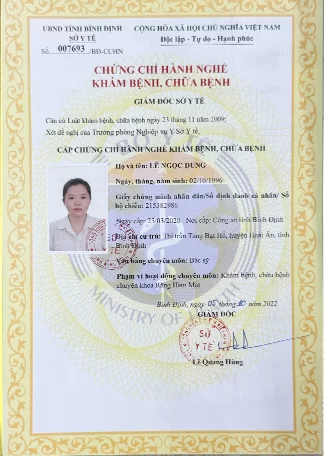 UBND TỈNH BÌNH ĐỊNH
SỞ Y TẾ
Số: 007693/BĐ-CCHN
CỘNG HÒA XÃ HỘI CHỦ NGHĨA VIỆT NAM
Độc lập - Tự do - Hạnh phúc
CHỨNG CHỈ HÀNH NGHỀ
KHÁM BỆNH, CHỮA BỆNH
GIÁM ĐỐC SỞ Y TẾ
Căn cứ Luật khám bệnh, chữa bệnh ngày 23 tháng 11 năm 2009;
Xét đề nghị của Trưởng phòng Nghiệp vụ Y Sở Y tế,
CẤP CHỨNG CHỈ HÀNH NGHỀ KHÁM BỆNH, CHỮA BỆNH
Họ và tên: LÊ NGỌC DUNG
Ngày, tháng, năm sinh: 02/10/1996
Giấy chứng minh nhân dân/Số định danh cá nhân/ Số
hộ chiếu: 215382986
Ngày cấp: 25/03/2020 Nơi cấp: Công an tỉnh Bình Định
Địa chỉ cư trú: Thị trấn Tăng Bạt Hổ, huyện Hoài Ân, tỉnh
Bình Định
Văn bằng chuyên môn: Bác sỹ
Phạm vi hoạt động chuyên môn: Khám bệnh, chữa bệnh
chuyên khoa Răng Hàm Mặt
Bình Định, ngày 05 tháng 10 năm 2022
GIÁM ĐỐC
SỞ
Y TẾ
Lê Quang Hùng